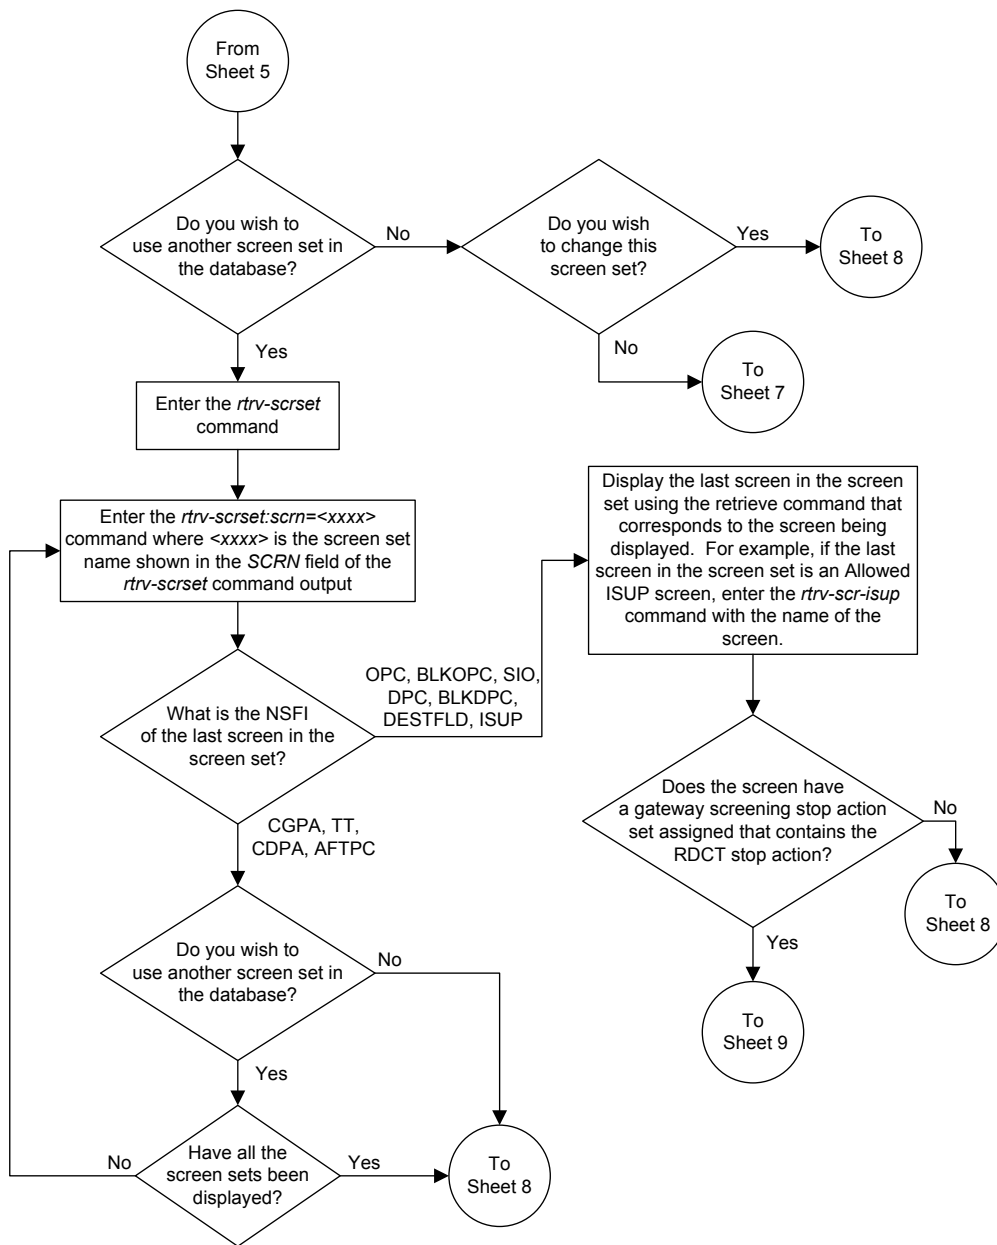 From
Sheet 5
Do you wish to
use another screen set in
the database?
No
Do you wish
to change this
screen set?
Yes
To
Sheet 8
Yes
No
To
Sheet 7
Enter the rtrv-scrset
command
Enter the rtrv-scrset:scrn=<xxxx>
command where <xxxx> is the screen set
name shown in the SCRN field of the
rtrv-scrset command output
Display the last screen in the screen
set using the retrieve command that
corresponds to the screen being
displayed. For example, if the last
screen in the screen set is an Allowed
ISUP screen, enter the rtrv-scr-isup
command with the name of the
screen.
What is the NSFI
of the last screen in the
screen set?
OPC, BLKOPC, SIO,
DPC, BLKDPC,
DESTFLD, ISUP
CGPA, TT,
CDPA, AFTPC
Does the screen have
a gateway screening stop action
set assigned that contains the
RDCT stop action?
No
To
Sheet 8
Yes
To
Sheet 9
Do you wish to
use another screen set in
the database?
No
Yes
Have all the
screen sets been
displayed?
No
Yes
To
Sheet 8